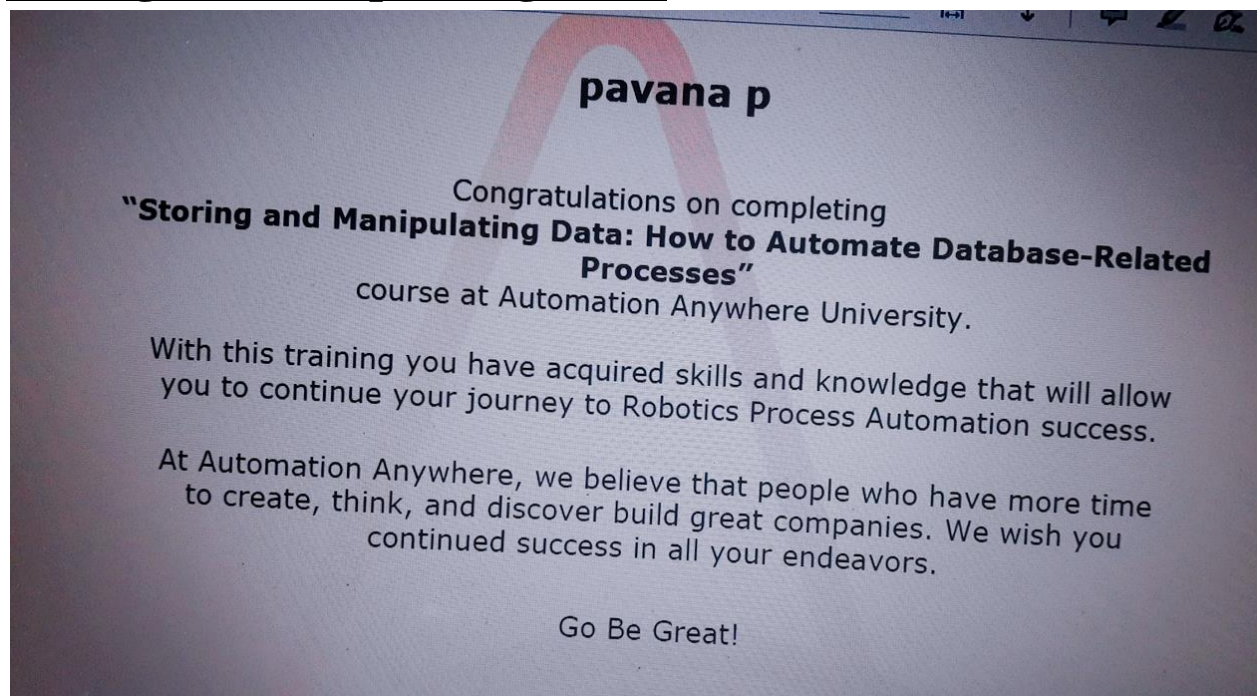 pavana p
Congratulations on completing
“Storing and Manipulating Data: How to Automate Database-Related
Processes”
course at Automation Anywhere University.
With this training you have acquired skills and knowledge that will allow
you to continue your journey to Robotics Process Automation success.
At Automation Anywhere, we believe that people who have more time
to create, think, and discover build great companies. We wish you
continued success in all your endeavors.
Go Be Great!